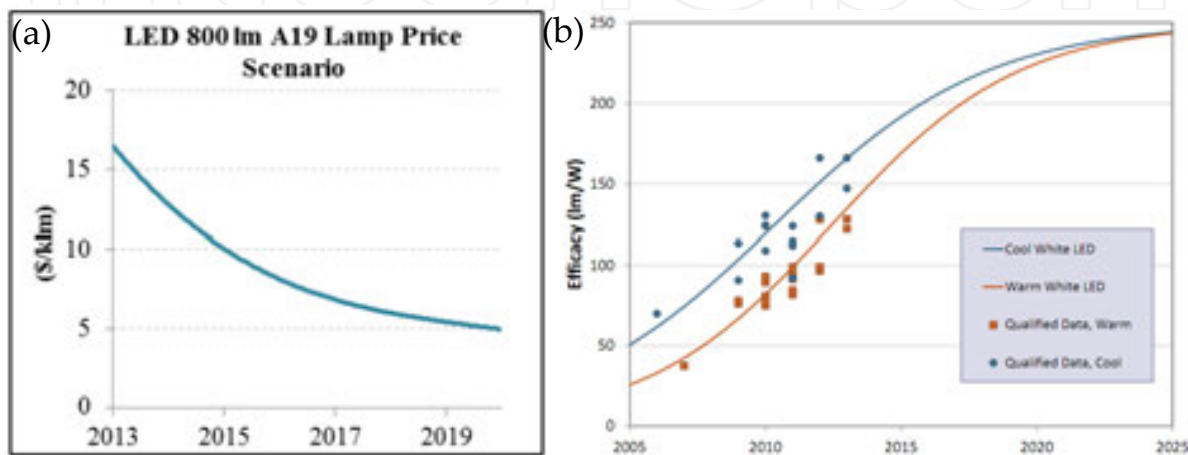 (a)
LED 800 lm A19 Lamp Price
Scenario
20
15
10
5
0
($/klm)
2013
2015
2017
2019
(b)
250
200
150
100
50
0
Efficacy (lm/W)
Cool White LED
Warm White LED
Qualified Data, Warm
Qualified Data, Cool
2005
2010
2015
2020
2025